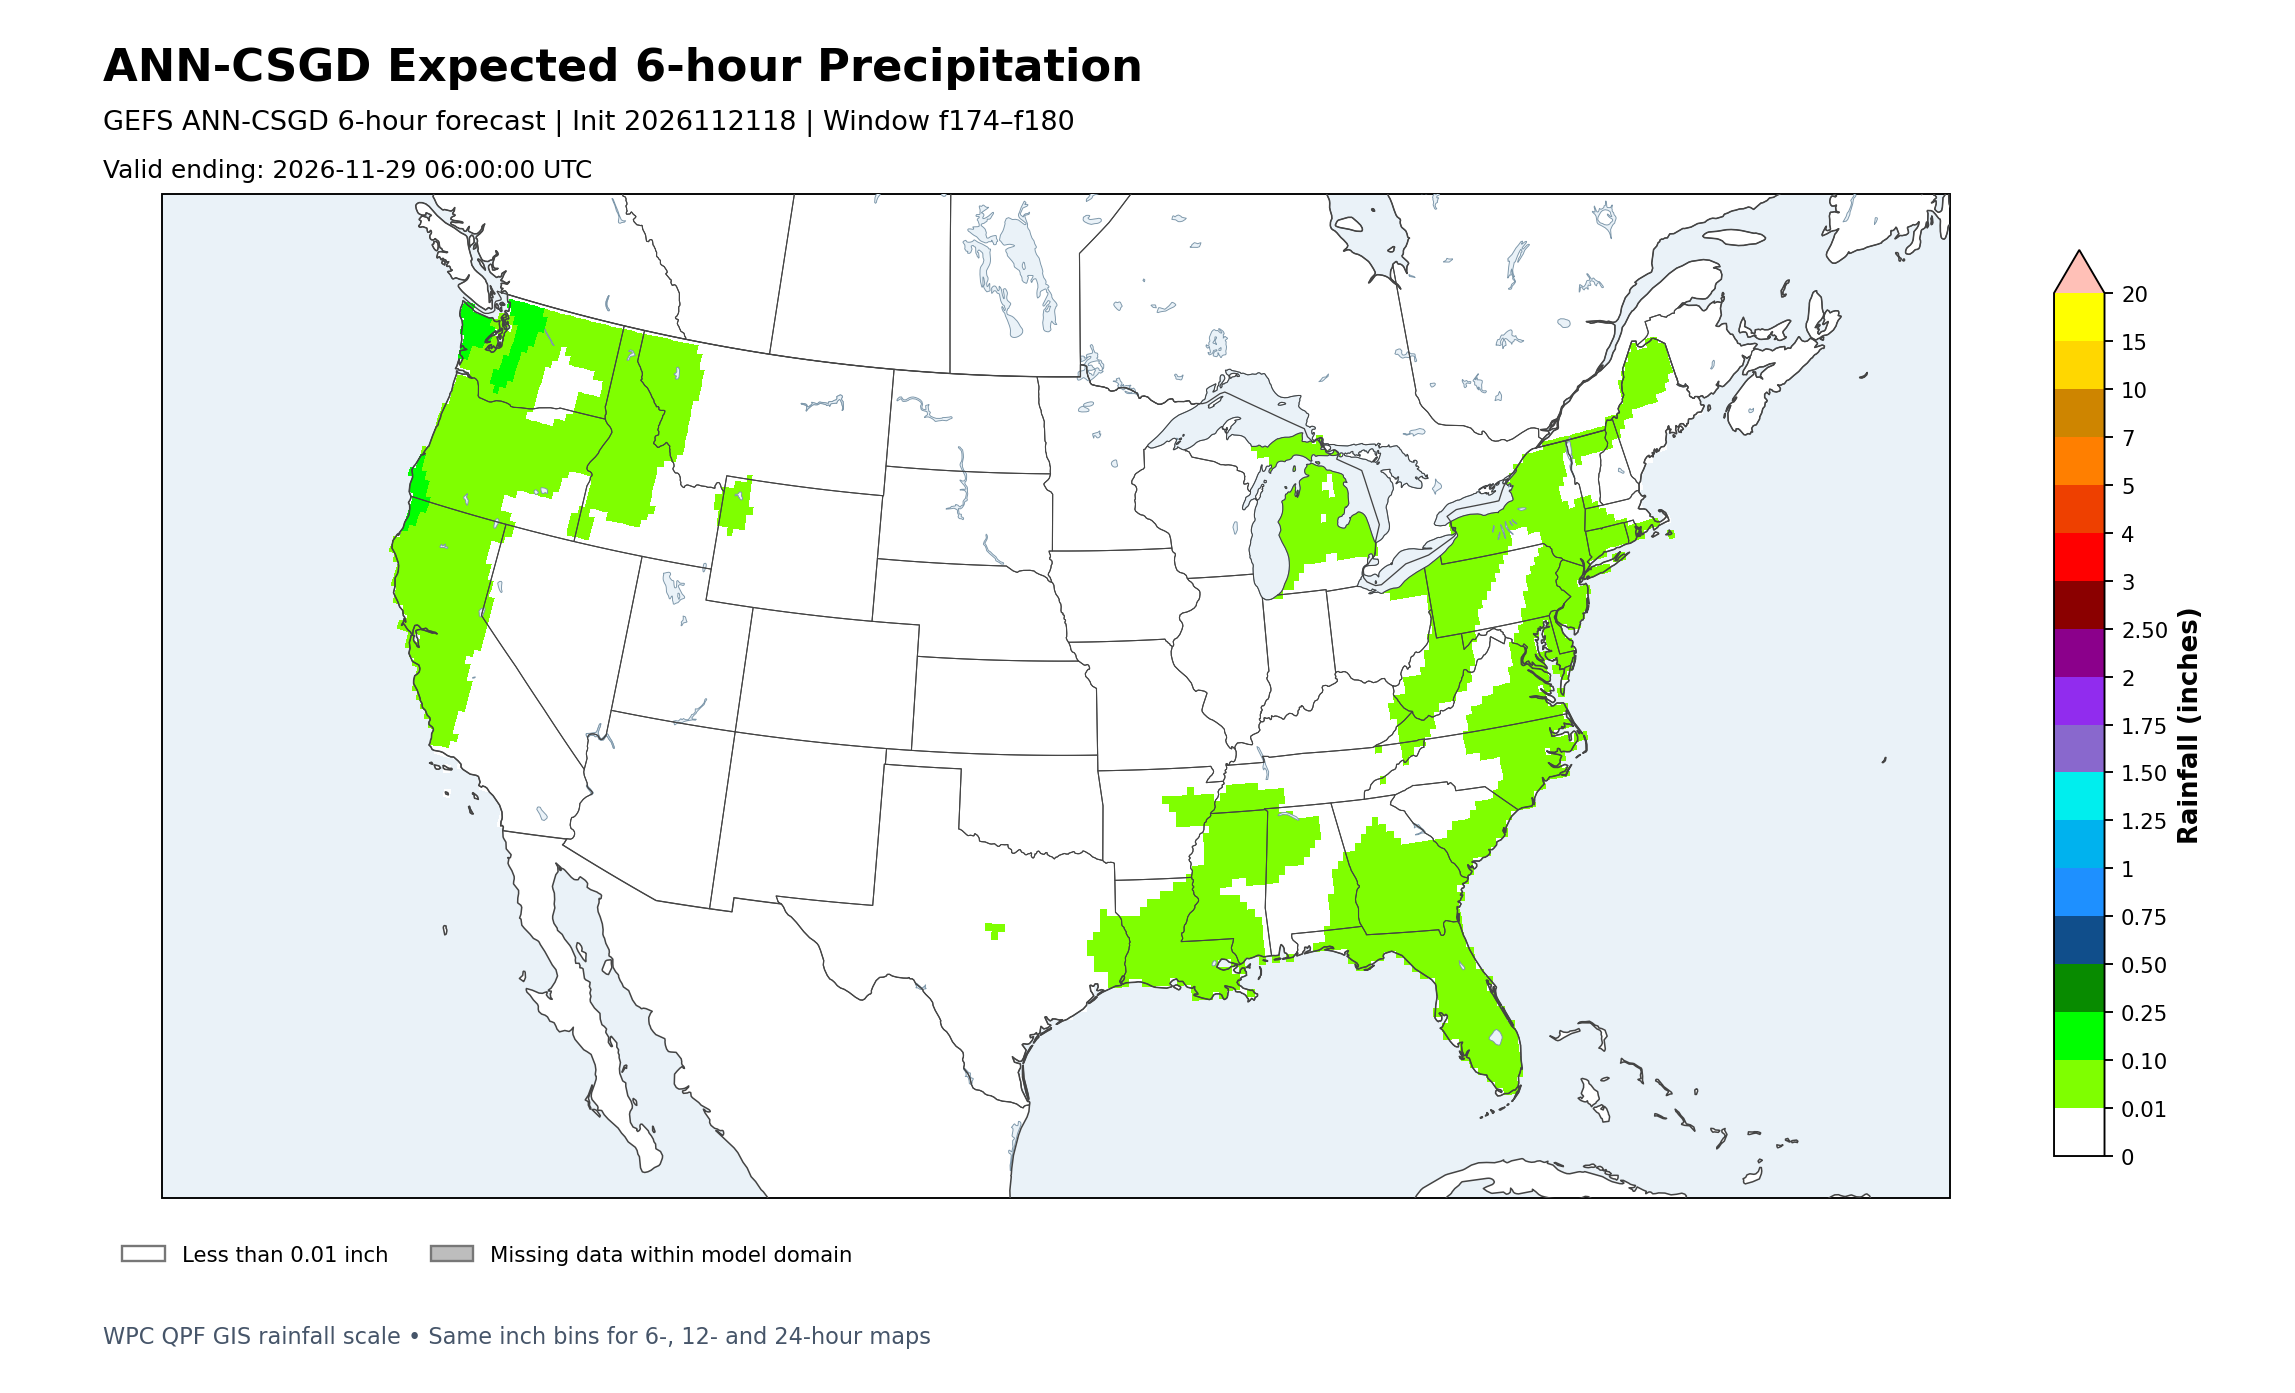 ANN-CSGD Expected 6-hour Precipitation
GEFS ANN-CSGD 6-hour forecast | Init 2026112118 | Window f174–f180
Valid ending: 2026-11-29 06:00:00 UTC
20
15
10
7
5
4
3
2.50
2
1.75
1.50
1.25
1
0.75
0.50
0.25
0.10
0.01
0
Rainfall (inches)
Less than 0.01 inch
Missing data within model domain
WPC QPF GIS rainfall scale • Same inch bins for 6-, 12- and 24-hour maps